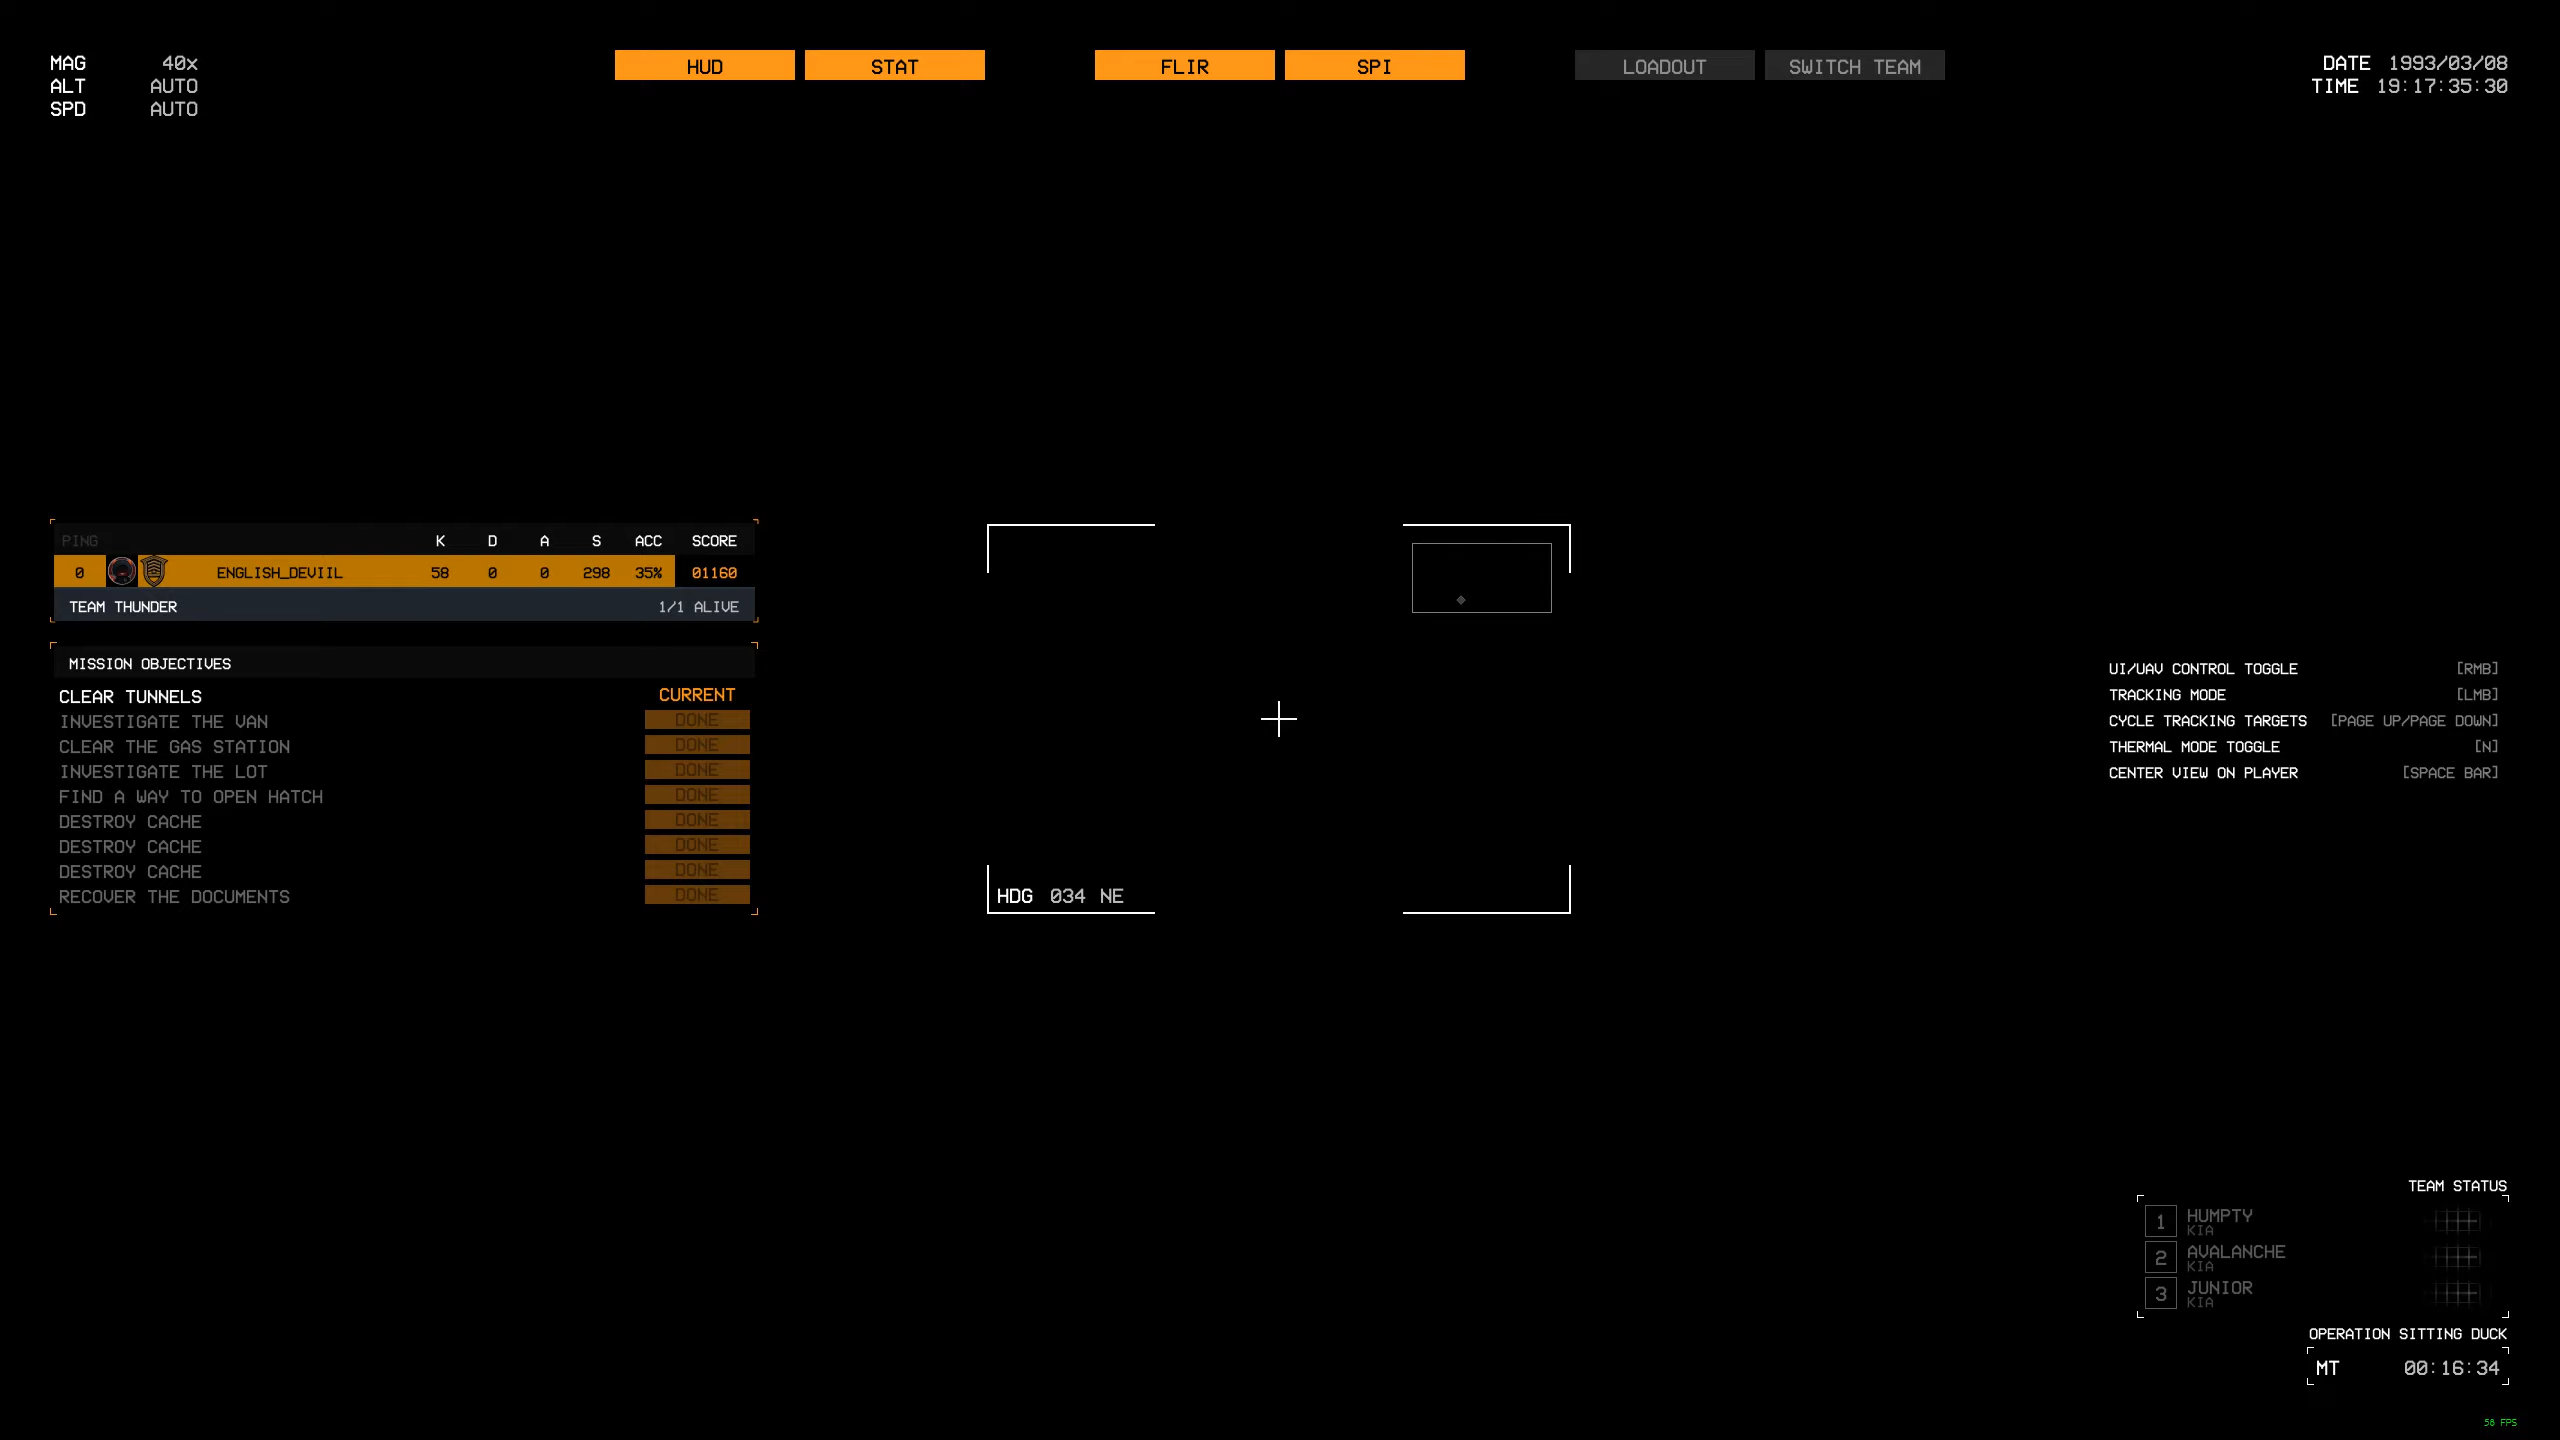 MAG 40x
ALT AUTO
SPD AUTO
HUD STAT FLIR SPI LOADOUT SWITCH TEAM
DATE 1993/03/08
TIME 19:17:35:30
PING K D A S ACC SCORE
0 ENGLISH_DEVIIL 58 0 0 298 35% 01160
TEAM THUNDER 1/1 ALIVE
MISSION OBJECTIVES
CLEAR TUNNELS CURRENT
INVESTIGATE THE VAN DONE
CLEAR THE GAS STATION DONE
INVESTIGATE THE LOT DONE
FIND A WAY TO OPEN HATCH DONE
DESTROY CACHE DONE
DESTROY CACHE DONE
DESTROY CACHE DONE
RECOVER THE DOCUMENTS DONE
HDG 034 NE
UI/UAV CONTROL TOGGLE [RMB]
TRACKING MODE [LMB]
CYCLE TRACKING TARGETS [PAGE UP/PAGE DOWN]
THERMAL MODE TOGGLE [N]
CENTER VIEW ON PLAYER [SPACE BAR]
TEAM STATUS
1 HUMPTY
KIA
2 AVALANCHE
KIA
3 JUNIOR
KIA
OPERATION SITTING DUCK
MT 00:16:34
58 FPS